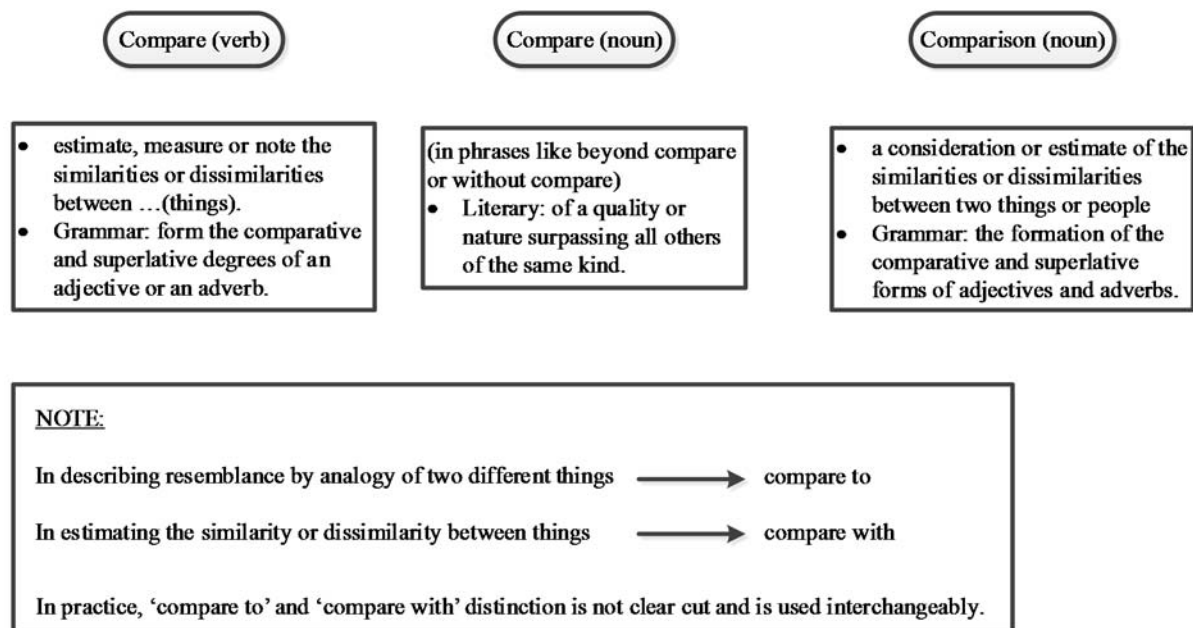 Compare (verb)
Compare (noun)
Comparison (noun)
• estimate, measure or note the
similarities or dissimilarities
between …(things).
• Grammar: form the comparative
and superlative degrees of an
adjective or an adverb.
(in phrases like beyond compare
or without compare)
• Literary: of a quality or
nature surpassing all others
of the same kind.
• a consideration or estimate of the
similarities or dissimilarities
between two things or people
• Grammar: the formation of the
comparative and superlative
forms of adjectives and adverbs.
NOTE:
In describing resemblance by analogy of two different things compare to
In estimating the similarity or dissimilarity between things compare with
In practice, ‘compare to’ and ‘compare with’ distinction is not clear cut and is used interchangeably.